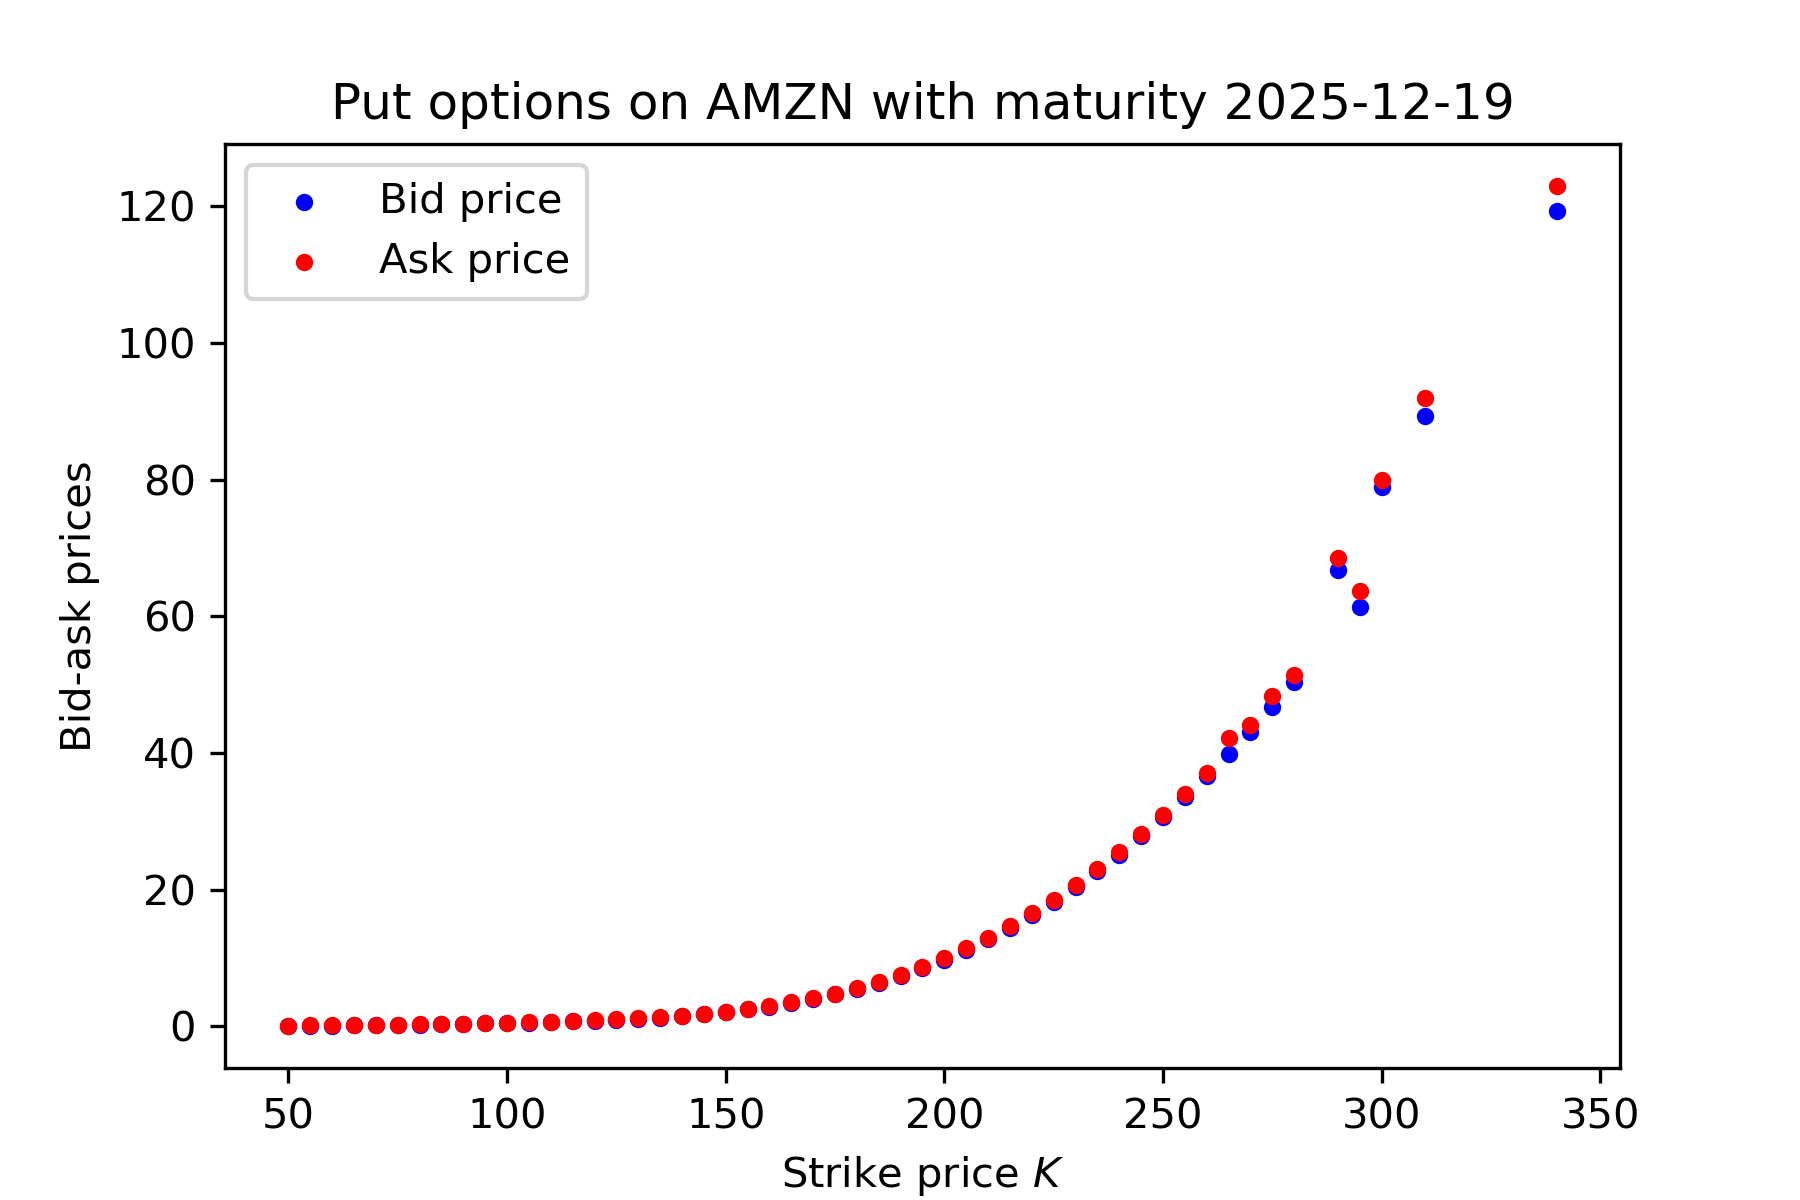 Put options on AMZN with maturity 2025-12-19
Bid price
Ask price
120
100
80
60
40
20
0
Bid-ask prices
50 100 150 200 250 300 350
Strike price K